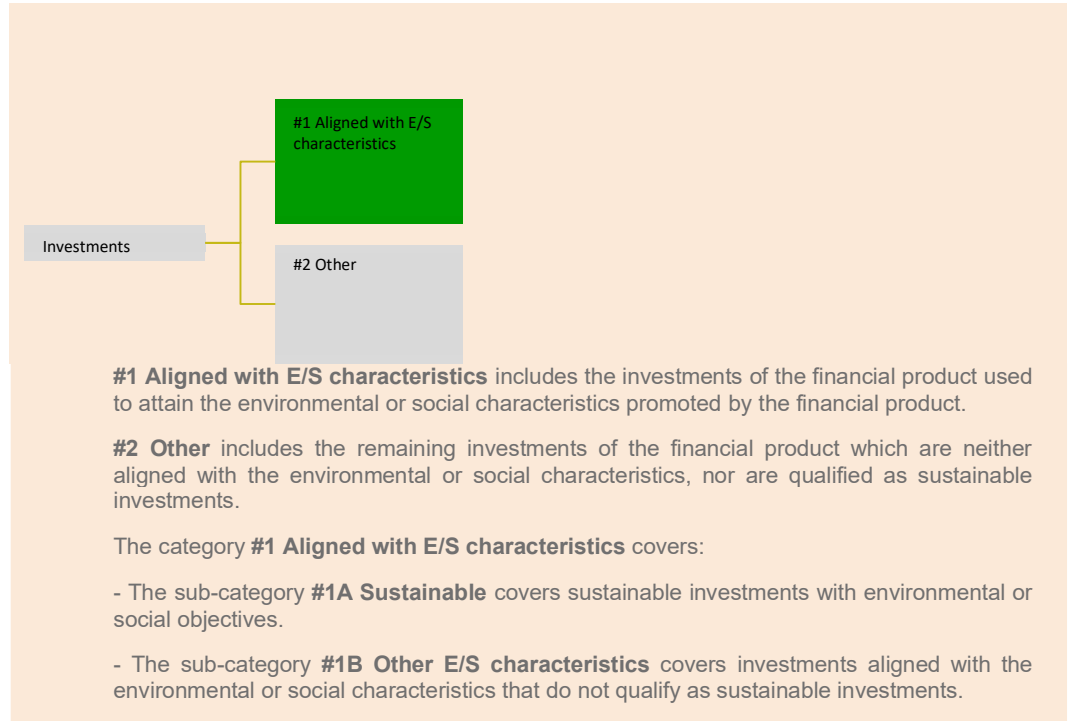 #1 Aligned with E/S
characteristics
Investments
#2 Other
#1 Aligned with E/S characteristics includes the investments of the financial product used
to attain the environmental or social characteristics promoted by the financial product.
#2 Other includes the remaining investments of the financial product which are neither
aligned with the environmental or social characteristics, nor are qualified as sustainable
investments.
The category #1 Aligned with E/S characteristics covers:
- The sub-category #1A Sustainable covers sustainable investments with environmental or
social objectives.
- The sub-category #1B Other E/S characteristics covers investments aligned with the
environmental or social characteristics that do not qualify as sustainable investments.